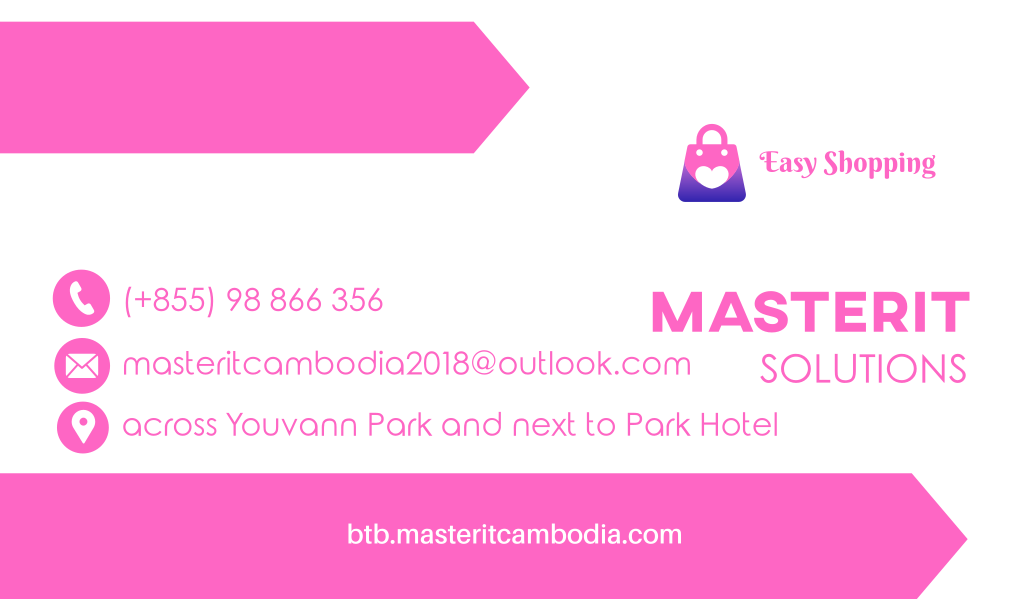 Easy Shopping
(+855) 98 866 356
MASTERIT
masteritcambodia2018@outlook.com
SOLUTIONS
across Youvann Park and next to Park Hotel
btb.masteritcambodia.com